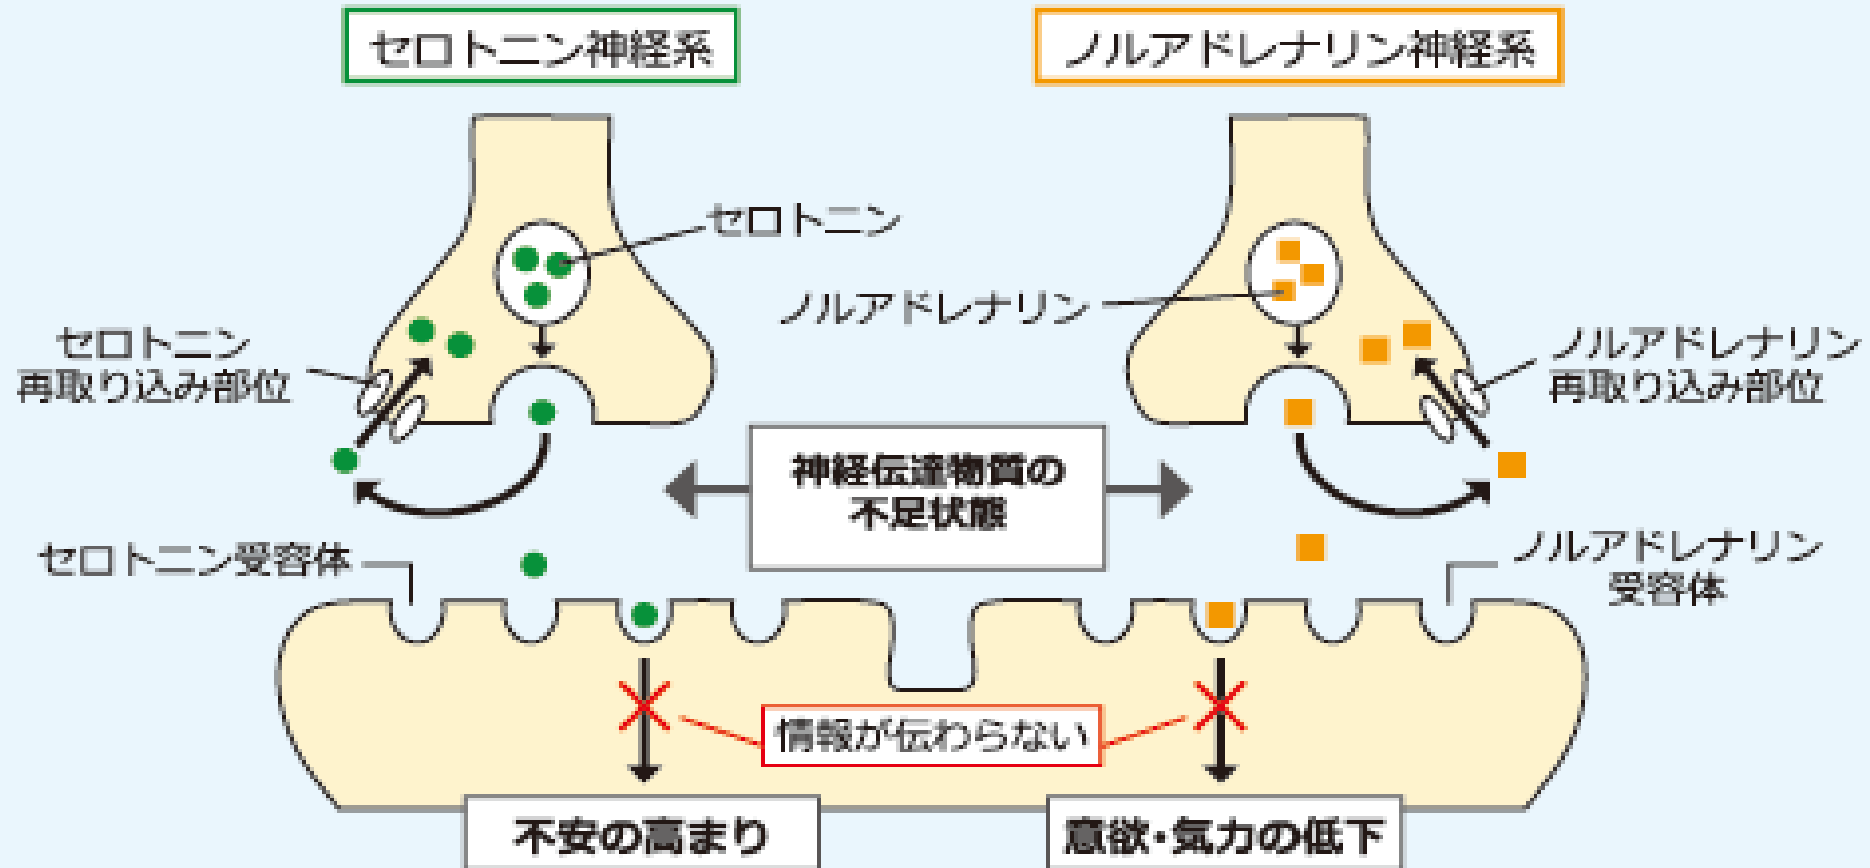 セロトニン神経系
ノルアドレナリン神経系
セロトニン
ノルアドレナリン
セロトニン
再取り込み部位
ノルアドレナリン
再取り込み部位
神経伝達物質の
不足状態
セロトニン受容体
ノルアドレナリン
受容体
情報が伝わらない
不安の高まり
意欲・気力の低下